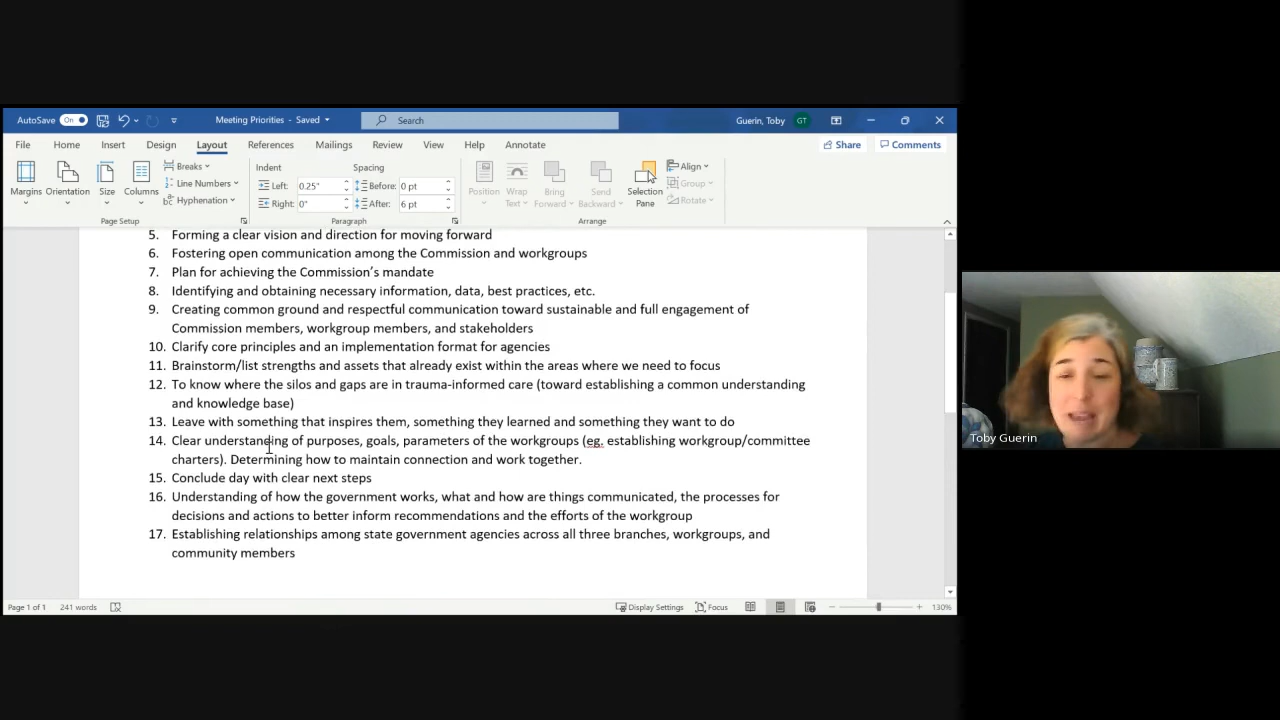 AutoSave On Meeting Priorities - Saved Search Guerin, Toby GT
File Home Insert Design Layout References Mailings Review View Help Annotate Share Comments
Margins Orientation Size Columns
Breaks
Line Numbers
Hyphenation
Page Setup
Indent Spacing
Left: 0.25" Before: 0 pt
Right: 0" After: 6 pt
Paragraph
Position Wrap Text Bring Forward Send Backward Selection Pane
Align
Group
Rotate
Arrange
5. Forming a clear vision and direction for moving forward
6. Fostering open communication among the Commission and workgroups
7. Plan for achieving the Commission's mandate
8. Identifying and obtaining necessary information, data, best practices, etc.
9. Creating common ground and respectful communication toward sustainable and full engagement of
Commission members, workgroup members, and stakeholders
10. Clarify core principles and an implementation format for agencies
11. Brainstorm/list strengths and assets that already exist within the areas where we need to focus
12. To know where the silos and gaps are in trauma-informed care (toward establishing a common understanding
and knowledge base)
13. Leave with something that inspires them, something they learned and something they want to do
14. Clear understanding of purposes, goals, parameters of the workgroups (eg. establishing workgroup/committee
charters). Determining how to maintain connection and work together.
15. Conclude day with clear next steps
16. Understanding of how the government works, what and how are things communicated, the processes for
decisions and actions to better inform recommendations and the efforts of the workgroup
17. Establishing relationships among state government agencies across all three branches, workgroups, and
community members
Page 1 of 1 241 words Display Settings Focus 130%
Toby Guerin